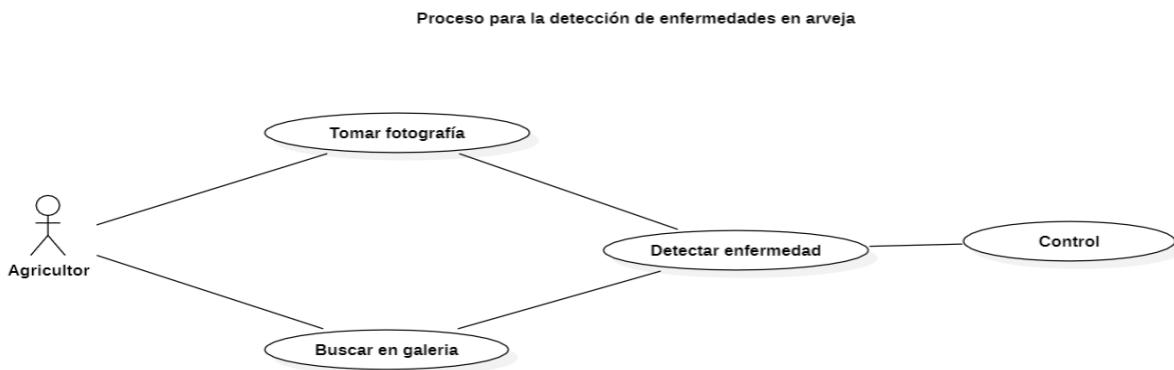 Proceso para la detección de enfermedades en arveja
Tomar fotografía
Agricultor
Detectar enfermedad
Control
Buscar en galeria